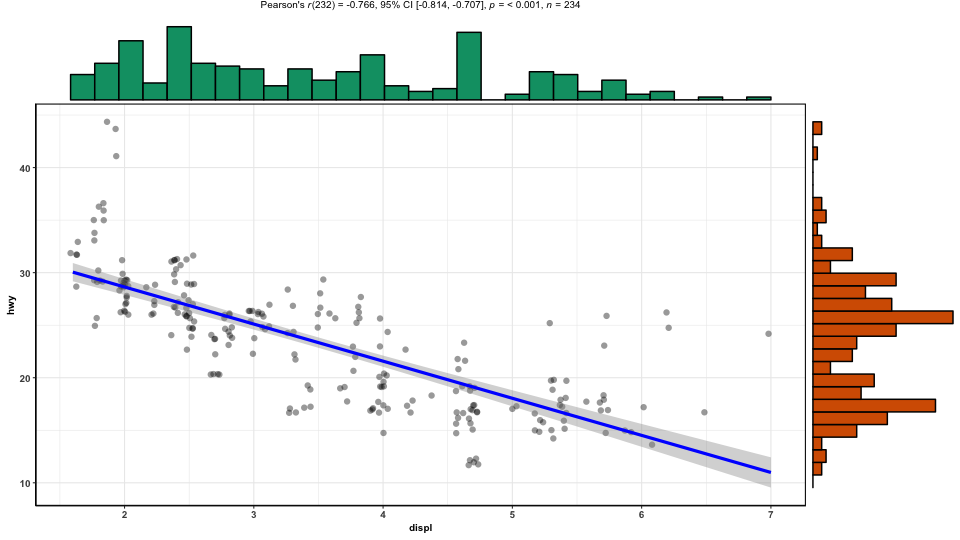 Pearson's r(232) = -0.766, 95% CI [-0.814, -0.707], p = < 0.001, n = 234
40
30
20
10
hwy
2 3 4 5 6 7
displ